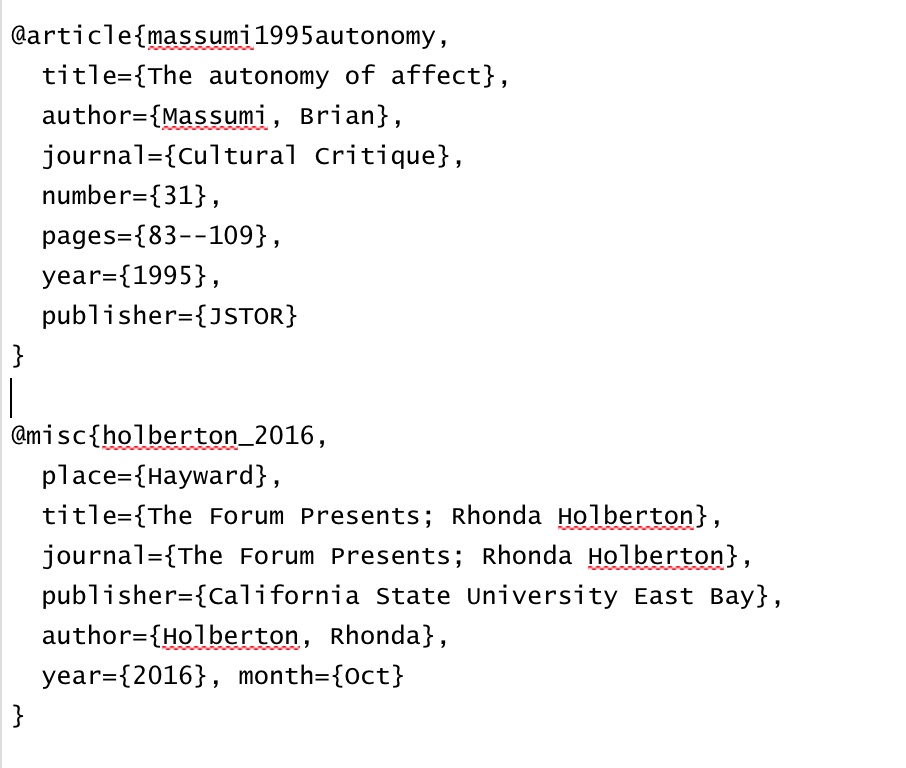 @article{massumi1995autonomy,
title={The autonomy of affect},
author={Massumi, Brian},
journal={Cultural Critique},
number={31},
pages={83--109},
year={1995},
publisher={JSTOR}
}
@misc{holberton_2016,
place={Hayward},
title={The Forum Presents; Rhonda Holberton},
journal={The Forum Presents; Rhonda Holberton},
publisher={California State University East Bay},
author={Holberton, Rhonda},
year={2016}, month={Oct}
}